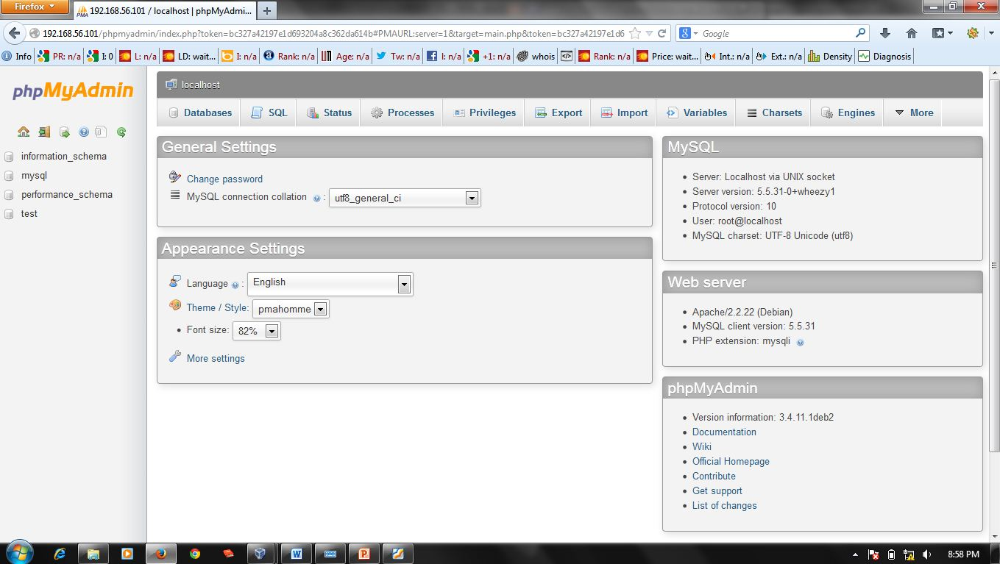 Firefox
192.168.56.101 / localhost | phpMyAdmi...
192.168.56.101/phpmyadmin/index.php?token=bc327a42197e1d693204a8c362da614b#PMAURL:server=1&target=main.php&token=bc327a42197e1d6
Google
Info PR: n/a I: 0 L: n/a LD: wait... I: n/a Rank: n/a Age: n/a Tw: n/a I: n/a +1: n/a whois Rank: n/a Price: wait... Int.: n/a Ext.: n/a Density Diagnosis
phpMyAdmin
information_schema
mysql
performance_schema
test
localhost
Databases SQL Status Processes Privileges Export Import Variables Charsets Engines More
General Settings
Change password
MySQL connection collation : utf8_general_ci
Appearance Settings
Language : English
Theme / Style: pmahomme
• Font size: 82%
More settings
MySQL
• Server: Localhost via UNIX socket
• Server version: 5.5.31-0+wheezy1
• Protocol version: 10
• User: root@localhost
• MySQL charset: UTF-8 Unicode (utf8)
Web server
• Apache/2.2.22 (Debian)
• MySQL client version: 5.5.31
• PHP extension: mysqli
phpMyAdmin
• Version information: 3.4.11.1deb2
• Documentation
• Wiki
• Official Homepage
• Contribute
• Get support
• List of changes
8:58 PM